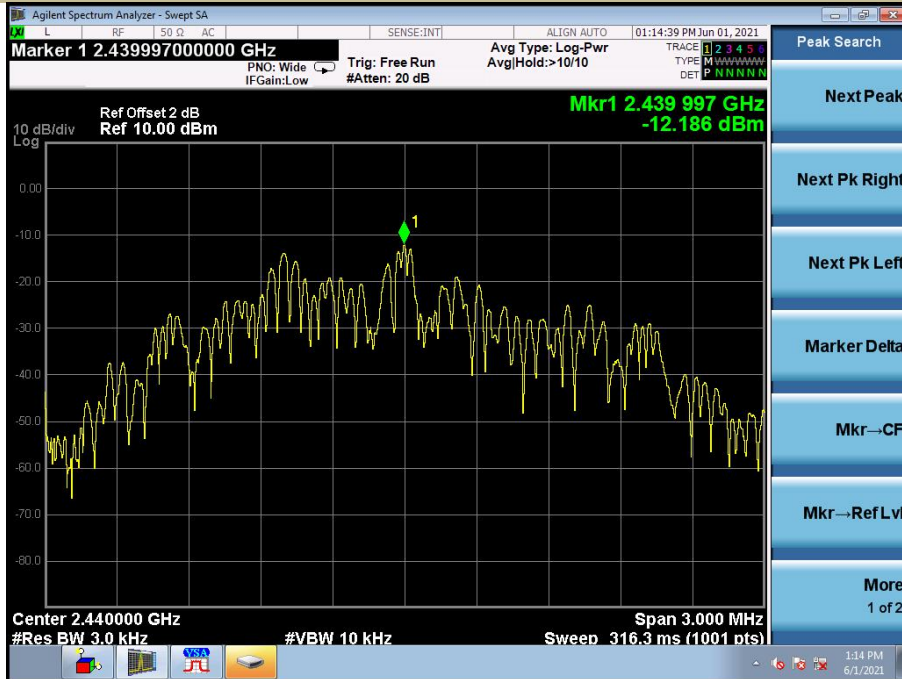 Agilent Spectrum Analyzer - Swept SA
LXI L RF 50 Ω AC SENSE:INT ALIGN AUTO 01:14:39 PM Jun 01, 2021
Marker 1 2.439997000000 GHz
PNO: Wide
IFGain:Low
Trig: Free Run
#Atten: 20 dB
Avg Type: Log-Pwr
Avg|Hold:>10/10
TRACE 1 2 3 4 5 6
TYPE M WWWWW
DET P N N N N N
Peak Search
Mkr1 2.439 997 GHz
-12.186 dBm
Ref Offset 2 dB
10 dB/div Ref 10.00 dBm
Log
0.00
-10.0
-20.0
-30.0
-40.0
-50.0
-60.0
-70.0
-80.0
1
Center 2.440000 GHz Span 3.000 MHz
#Res BW 3.0 kHz #VBW 10 kHz Sweep 316.3 ms (1001 pts)
Next Peak
Next Pk Right
Next Pk Left
Marker Delta
Mkr→CF
Mkr→Ref Lvl
More
1 of 2
VSA
1:14 PM
6/1/2021